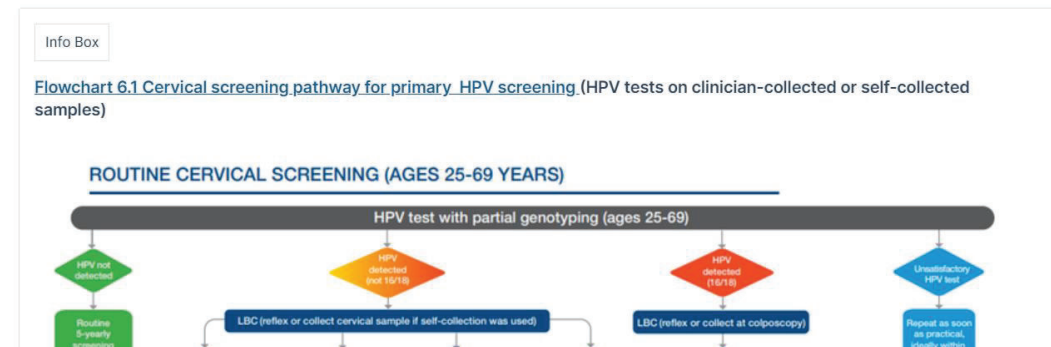 Info Box
Flowchart 6.1 Cervical screening pathway for primary HPV screening (HPV tests on clinician-collected or self-collected
samples)
ROUTINE CERVICAL SCREENING (AGES 25-69 YEARS)
HPV test with partial genotyping (ages 25-69)
HPV not
detected
HPV
detected
(not 16/18)
HPV
detected
(16/18)
Unsatisfactory
HPV test
Routine
5-yearly
screening
LBC (reflex or collect cervical sample if self-collection was used)
LBC (reflex or collect at colposcopy)
Repeat as soon
as practical,
ideally within